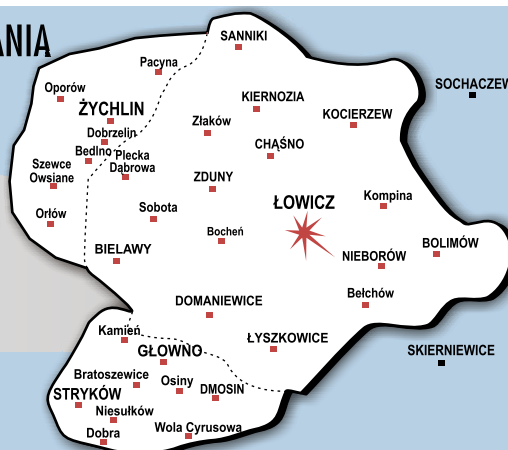 ANIA
SANNIKI
Pacyna
Oporów
SOCHACZEW
ŻYCHLIN
KIERNOZIA
KOCIERZEW
Złaków
Dobrzelin
CHĄŚNO
Bedlno
Plecka
Dąbrowa
Szewce
Owsiane
ZDUNY
Kompina
ŁOWICZ
Orłów
Sobota
Bocheń
BIELAWY
BOLIMÓW
NIEBORÓW
Bełchów
DOMANIEWICE
Kamień
ŁYSZKOWICE
GŁOWNO
SKIERNIEWICE
Bratoszewice
Osiny
DMOSIN
STRYKÓW
Niesułków
Wola Cyrusowa
Dobra